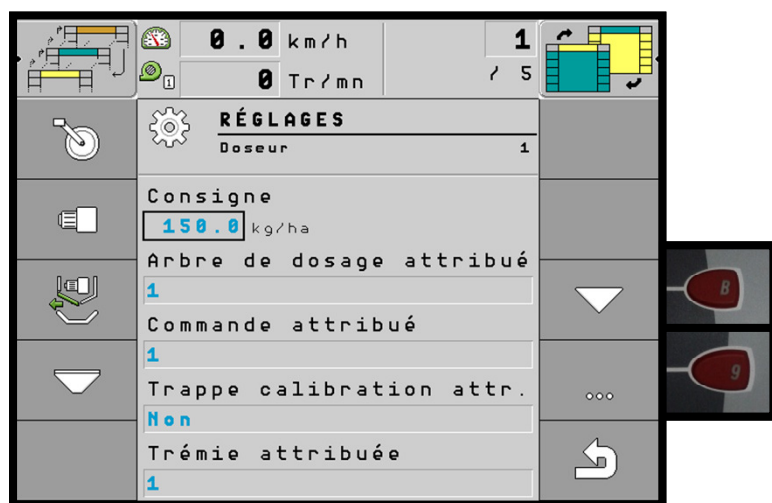 0.0 km/h
1
1
0 Tr/mn
/ 5
RÉGLAGES
Doseur 1
Consigne
150.0 kg/ha
Arbre de dosage attribué
1
Commande attribué
1
Trappe calibration attr.
Non
Trémie attribuée
1
B
9